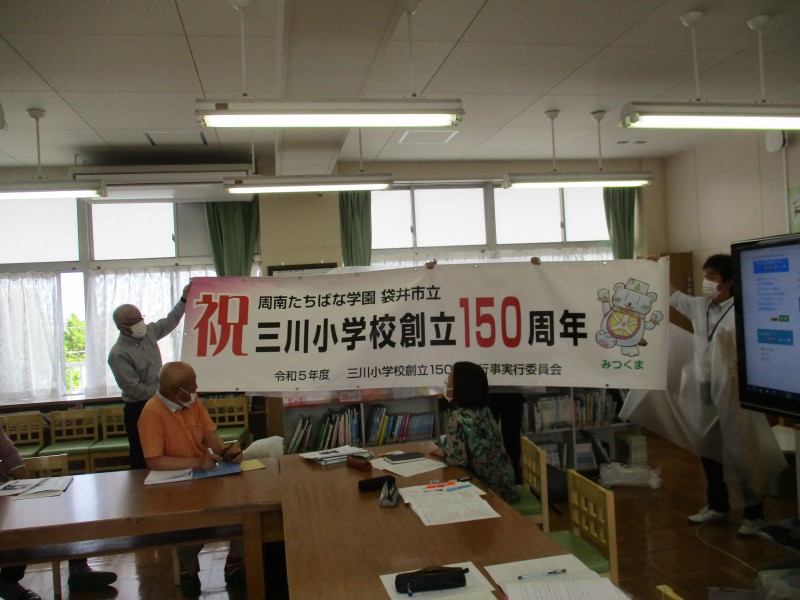 祝
周南たちばな学園 袋井市立
三川小学校創立150周年
令和5年度 三川小学校創立150 行事実行委員会
みつくま